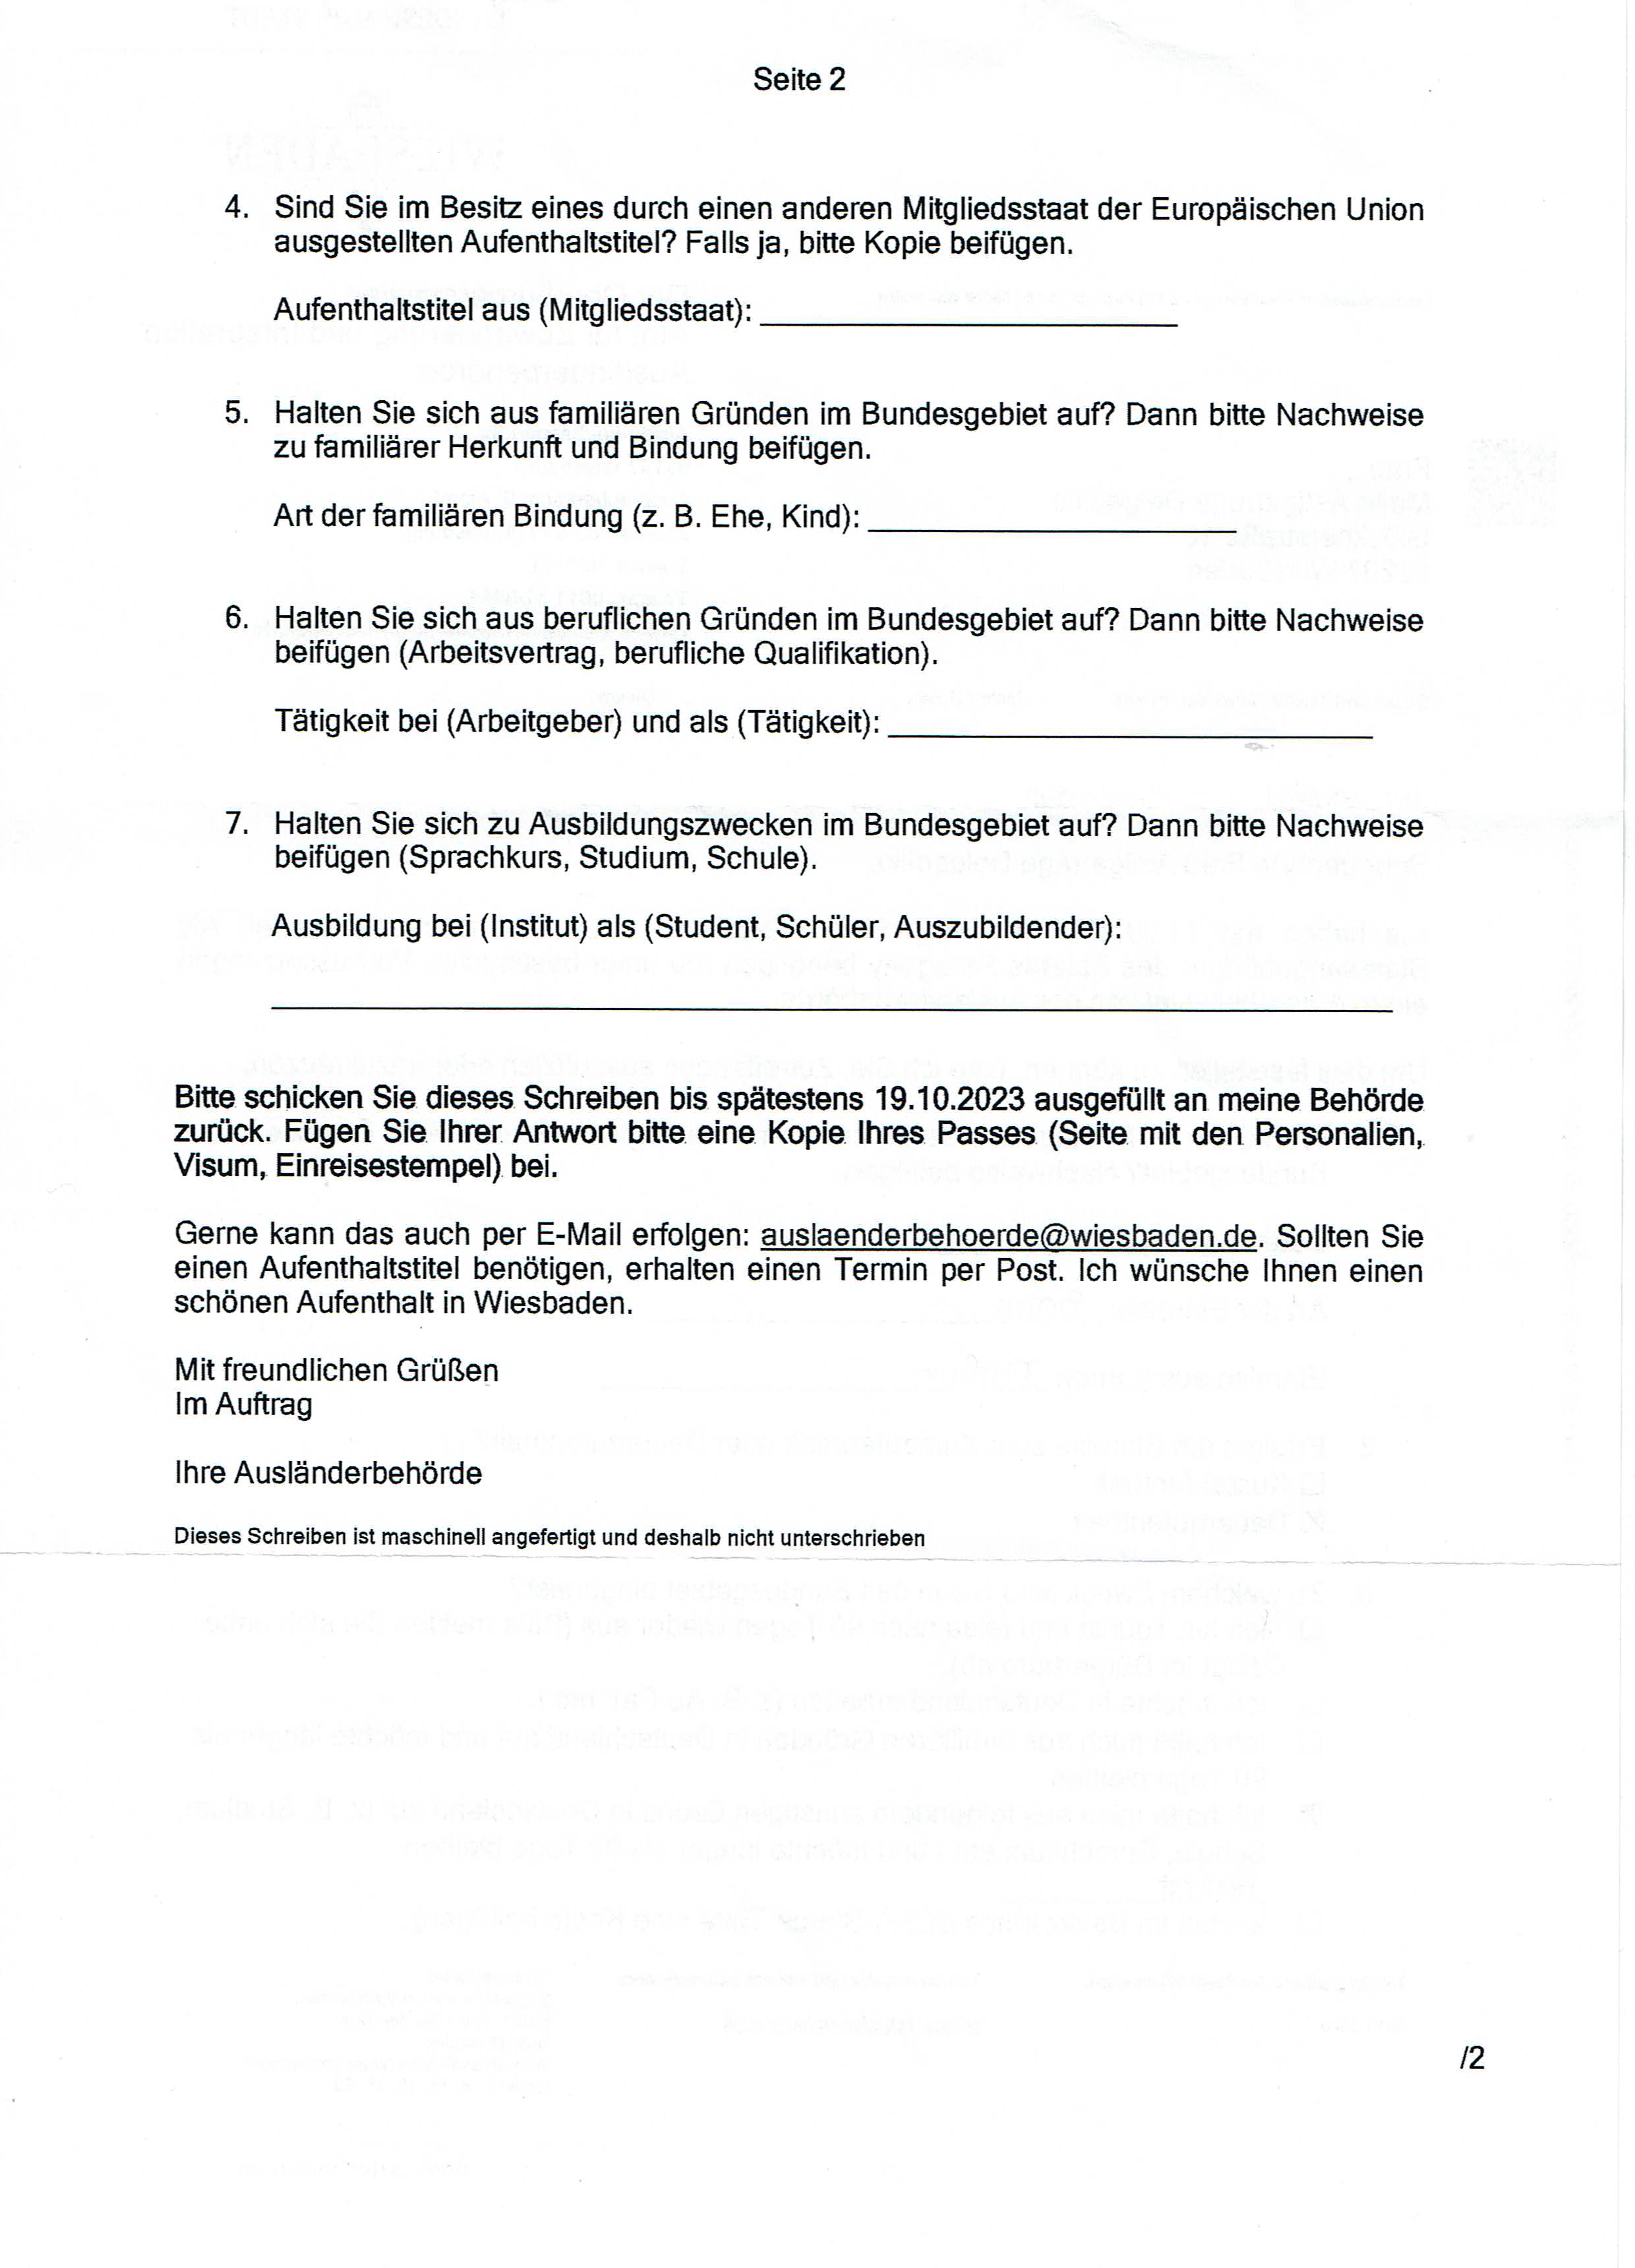 Seite 2
4. Sind Sie im Besitz eines durch einen anderen Mitgliedsstaat der Europäischen Union
ausgestellten Aufenthaltstitel? Falls ja, bitte Kopie beifügen.
Aufenthaltstitel aus (Mitgliedsstaat):
5. Halten Sie sich aus familiären Gründen im Bundesgebiet auf? Dann bitte Nachweise
zu familiärer Herkunft und Bindung beifügen.
Art der familiären Bindung (z. B. Ehe, Kind):
6. Halten Sie sich aus beruflichen Gründen im Bundesgebiet auf? Dann bitte Nachweise
beifügen (Arbeitsvertrag, berufliche Qualifikation).
Tätigkeit bei (Arbeitgeber) und als (Tätigkeit):
7. Halten Sie sich zu Ausbildungszwecken im Bundesgebiet auf? Dann bitte Nachweise
beifügen (Sprachkurs, Studium, Schule).
Ausbildung bei (Institut) als (Student, Schüler, Auszubildender):
Bitte schicken Sie dieses Schreiben bis spätestens 19.10.2023 ausgefüllt an meine Behörde
zurück. Fügen Sie Ihrer Antwort bitte eine Kopie Ihres Passes (Seite mit den Personalien,
Visum, Einreisestempel) bei.
Gerne kann das auch per E-Mail erfolgen: auslaenderbehoerde@wiesbaden.de. Sollten Sie
einen Aufenthaltstitel benötigen, erhalten einen Termin per Post. Ich wünsche Ihnen einen
schönen Aufenthalt in Wiesbaden.
Mit freundlichen Grüßen
Im Auftrag
Ihre Ausländerbehörde
Dieses Schreiben ist maschinell angefertigt und deshalb nicht unterschrieben
/2